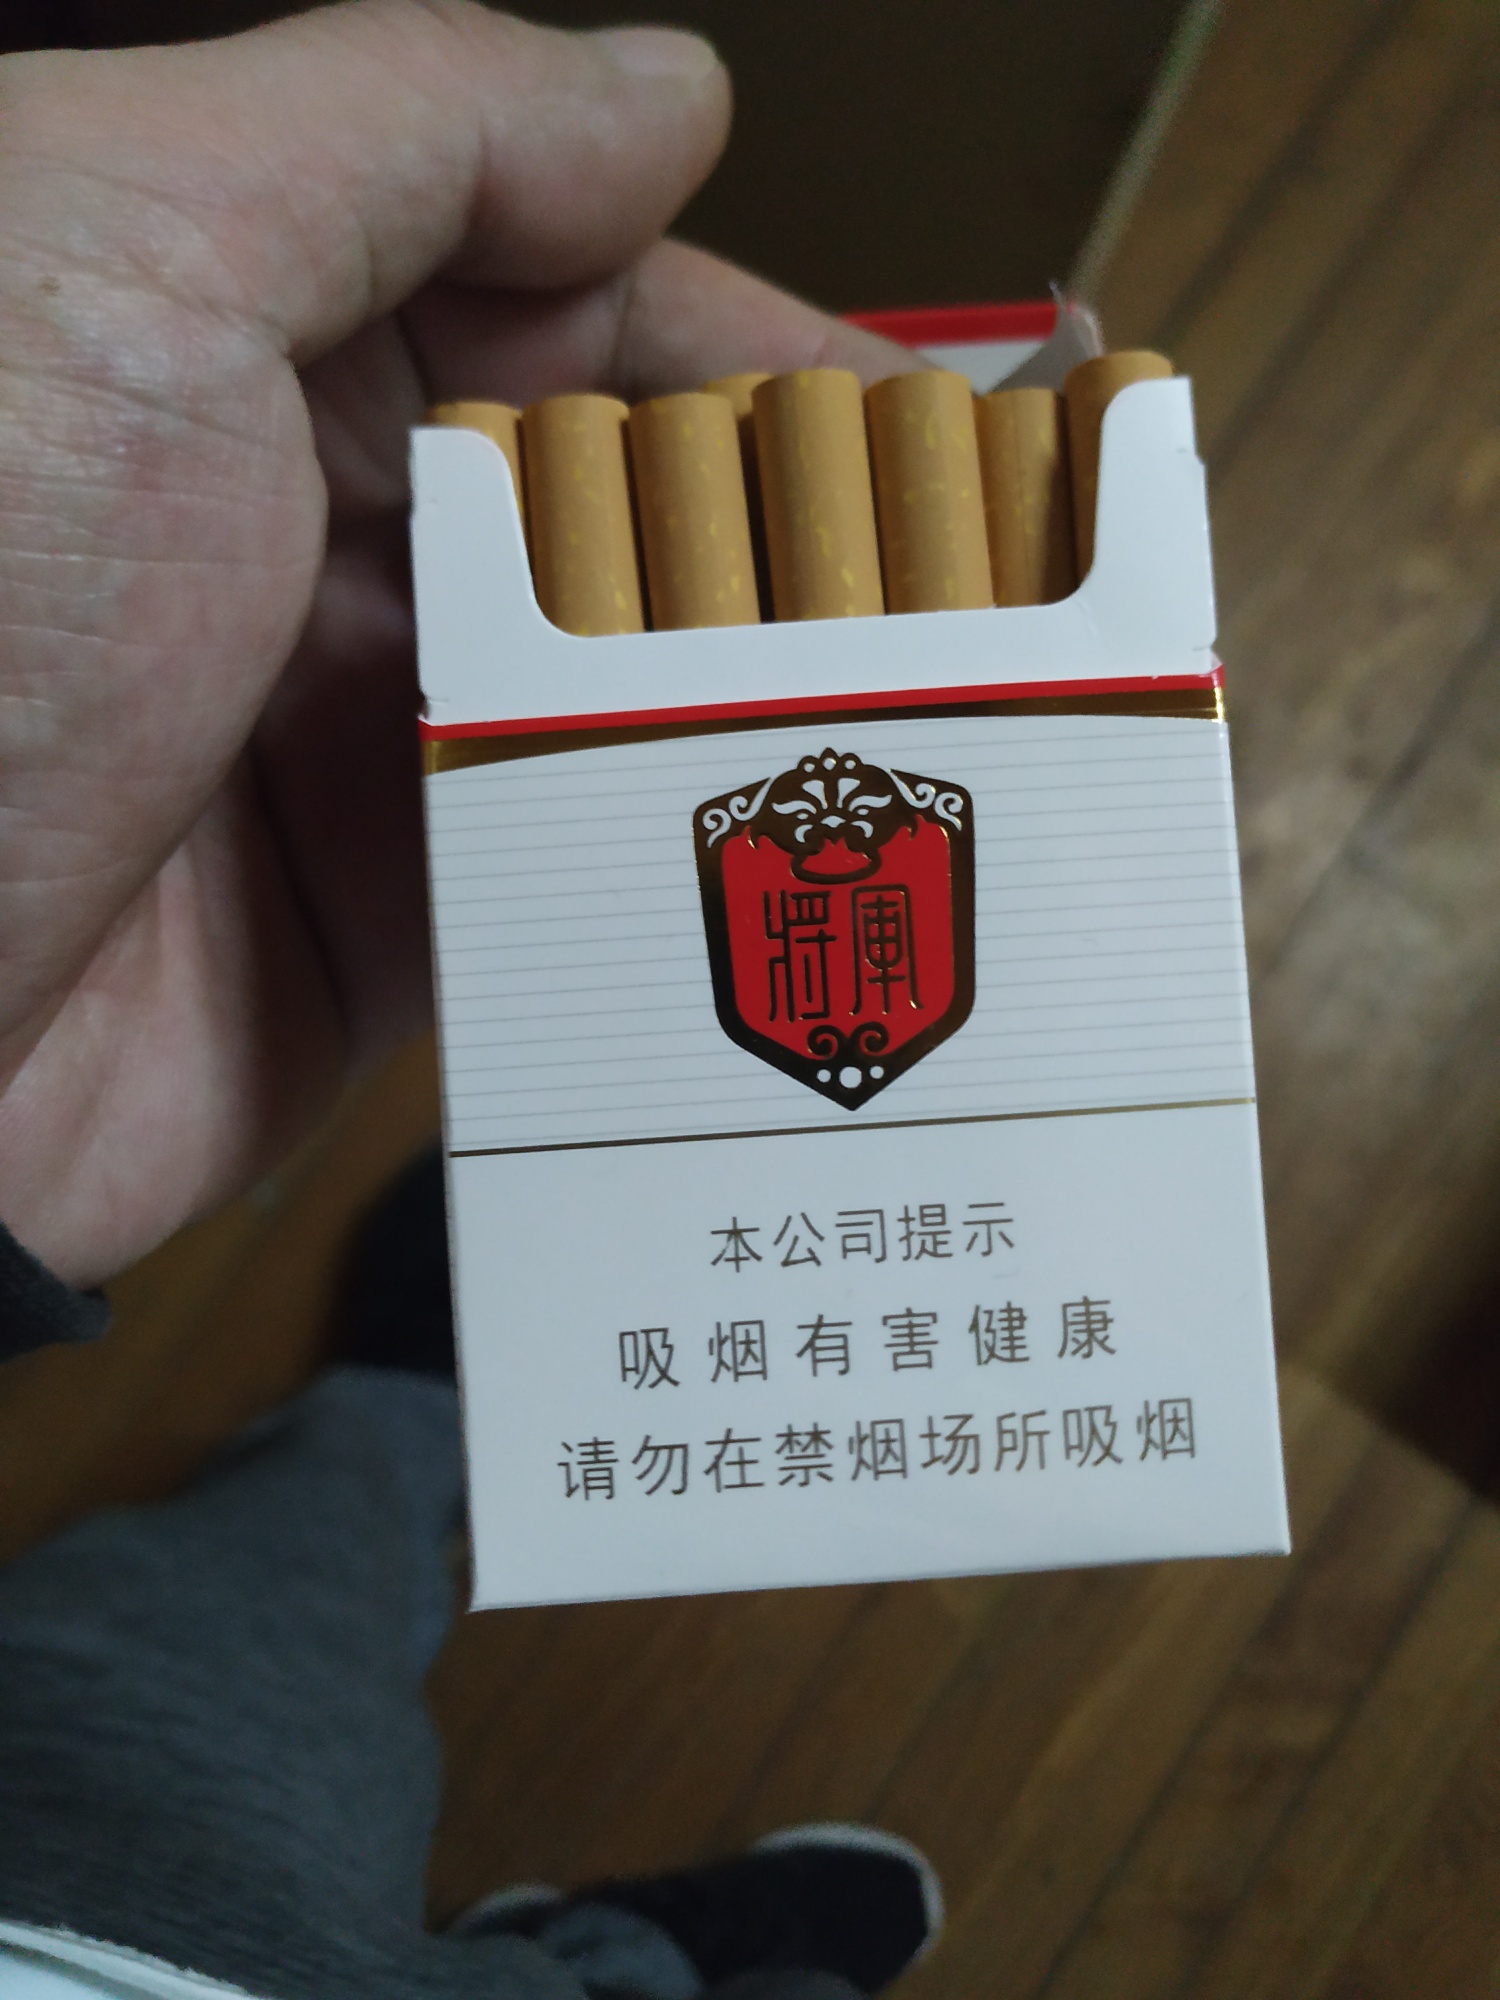 将軍
本公司提示
吸烟有害健康
请勿在禁烟场所吸烟